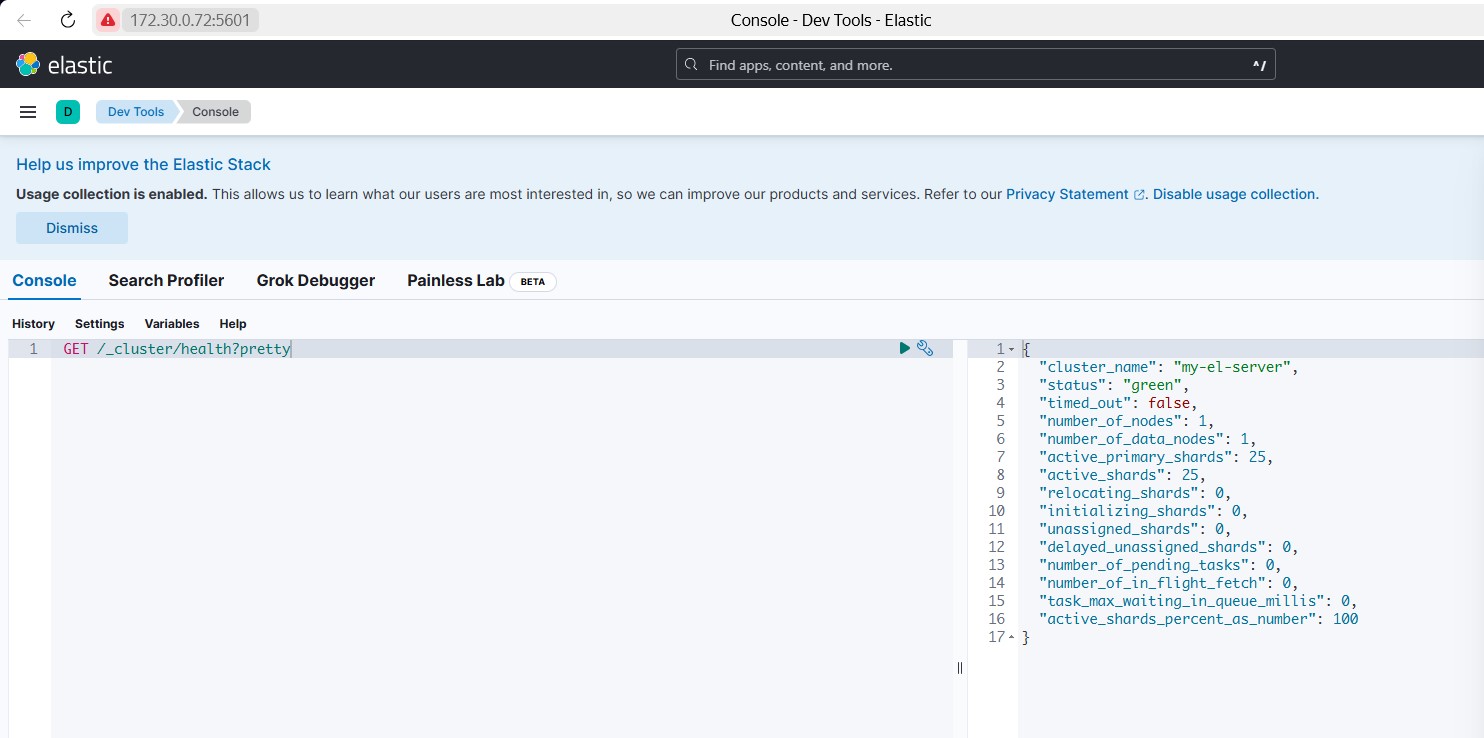 172.30.0.72:5601
Console - Dev Tools - Elastic
elastic
Find apps, content, and more.
^/
D
Dev Tools
Console
Help us improve the Elastic Stack
Usage collection is enabled. This allows us to learn what our users are most interested in, so we can improve our products and services. Refer to our Privacy Statement. Disable usage collection.
Dismiss
Console
Search Profiler
Grok Debugger
Painless Lab
BETA
History
Settings
Variables
Help
1 GET /_cluster/health?pretty
1 {
2 "cluster_name": "my-el-server",
3 "status": "green",
4 "timed_out": false,
5 "number_of_nodes": 1,
6 "number_of_data_nodes": 1,
7 "active_primary_shards": 25,
8 "active_shards": 25,
9 "relocating_shards": 0,
10 "initializing_shards": 0,
11 "unassigned_shards": 0,
12 "delayed_unassigned_shards": 0,
13 "number_of_pending_tasks": 0,
14 "number_of_in_flight_fetch": 0,
15 "task_max_waiting_in_queue_millis": 0,
16 "active_shards_percent_as_number": 100
17 }